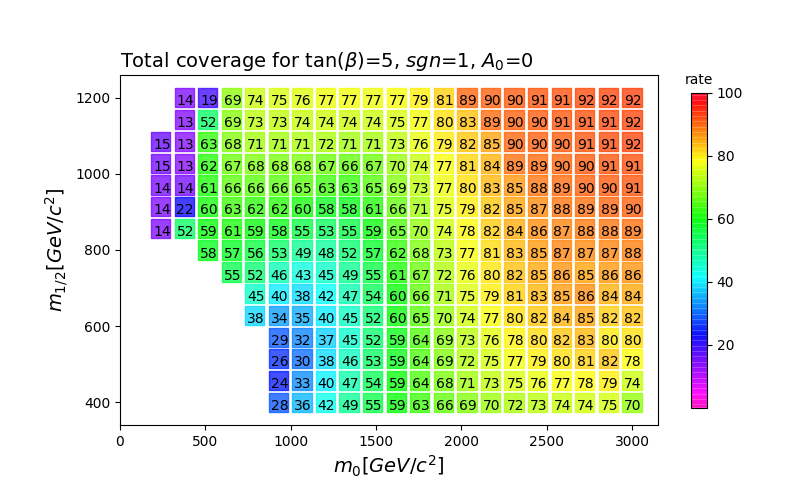 Total coverage for tan(β)=5, sgn=1, A₀=0
rate
1200
1000
800
600
400
m₁/₂[GeV/c²]
14 19 69 74 75 76 77 77 77 77 79 81 89 90 90 91 91 92 92 92
13 52 69 73 73 74 74 74 74 75 77 80 83 89 90 90 91 91 91 92
15 13 63 68 71 71 71 72 71 71 73 76 79 82 85 90 90 90 91 91 92
15 13 62 67 68 68 68 67 66 67 70 74 77 81 84 89 89 90 90 91 91
14 14 61 66 66 66 65 63 63 65 69 73 77 80 83 85 88 89 90 90 91
14 22 60 63 62 62 60 58 58 61 66 71 75 79 82 85 87 88 89 89 90
14 52 59 61 59 58 55 53 55 59 65 70 74 78 82 84 86 87 88 88 89
58 57 56 53 49 48 52 57 62 68 73 77 81 83 85 87 87 87 88
55 52 46 43 45 49 55 61 67 72 76 80 82 85 86 85 86 86
45 40 38 42 47 54 60 66 71 75 79 81 83 85 86 84 84
38 34 35 40 45 52 60 65 70 74 77 80 82 84 85 82 82
29 32 37 45 52 59 64 69 73 76 78 80 82 83 80 80
26 30 38 46 53 59 64 69 72 75 77 79 80 81 82 78
24 33 40 47 54 59 64 68 71 73 75 76 77 78 79 74
28 36 42 49 55 59 63 66 69 70 72 73 74 74 75 70
0 500 1000 1500 2000 2500 3000
m₀[GeV/c²]
100
80
60
40
20